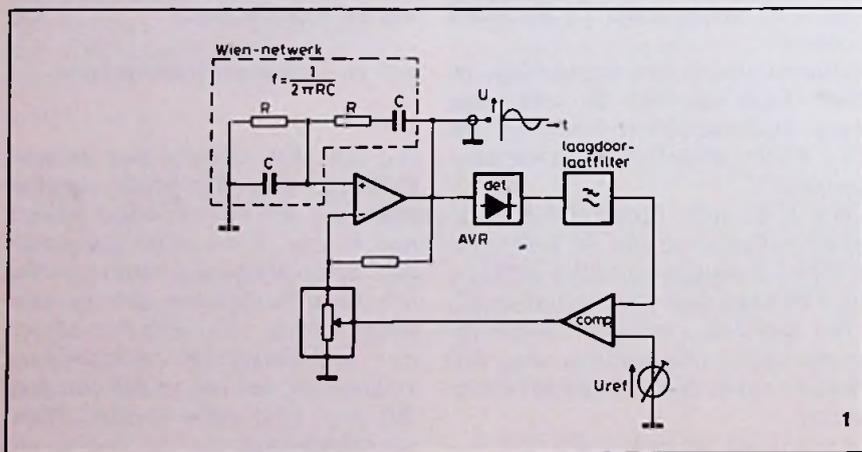 Wien-netwerk
f = 1/2πRC
R
R
C
C
U
t
+
−
det
AVR
laagdoor-
laatfilter
≈
comp
Uref
1